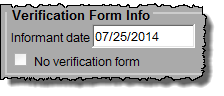 Verification Form Info
Informant date 07/25/2014
No verification form